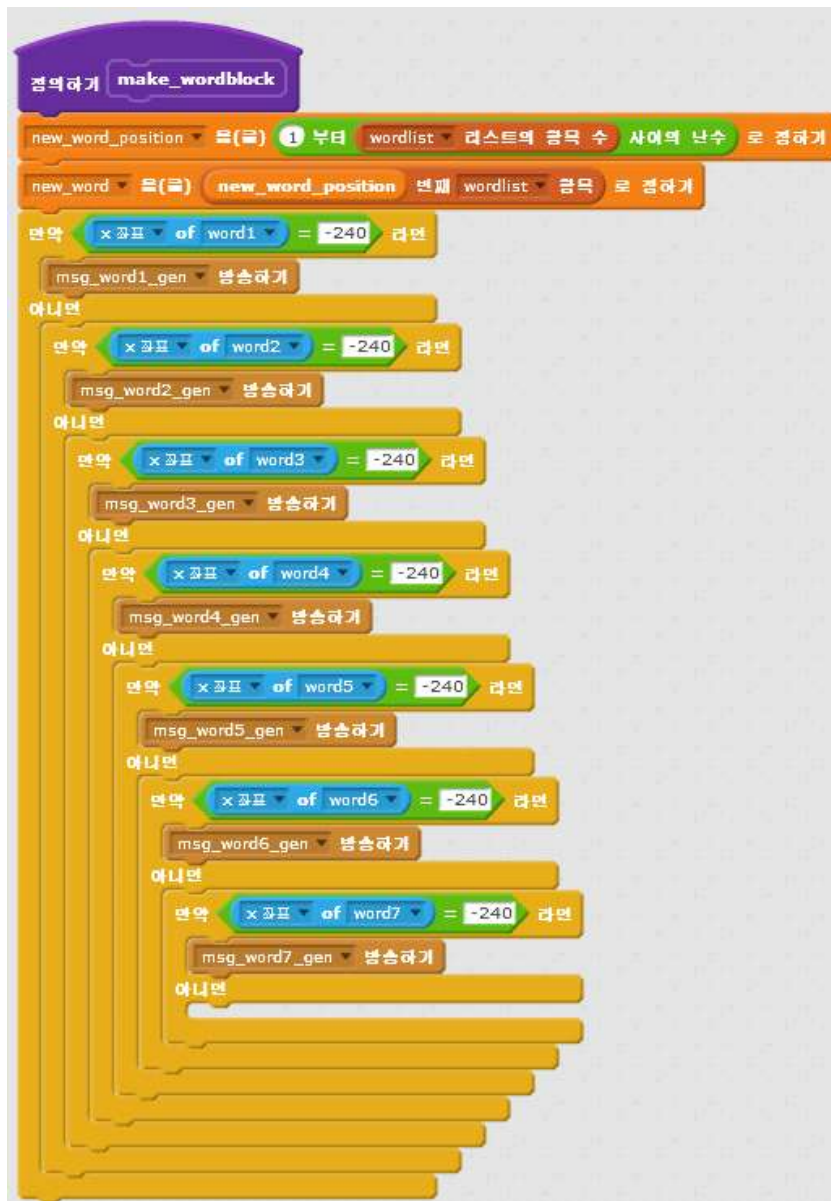 정의하기 make_wordblock
new_word_position 을(를) 1 부터 wordlist 리스트의 항목 수 사이의 난수 로 정하기
new_word 을(를) new_word_position 번째 wordlist 항목 로 정하기
만약 x좌표 of word1 = -240 라면
msg_word1_gen 방송하기
아니면
만약 x좌표 of word2 = -240 라면
msg_word2_gen 방송하기
아니면
만약 x좌표 of word3 = -240 라면
msg_word3_gen 방송하기
아니면
만약 x좌표 of word4 = -240 라면
msg_word4_gen 방송하기
아니면
만약 x좌표 of word5 = -240 라면
msg_word5_gen 방송하기
아니면
만약 x좌표 of word6 = -240 라면
msg_word6_gen 방송하기
아니면
만약 x좌표 of word7 = -240 라면
msg_word7_gen 방송하기
아니면